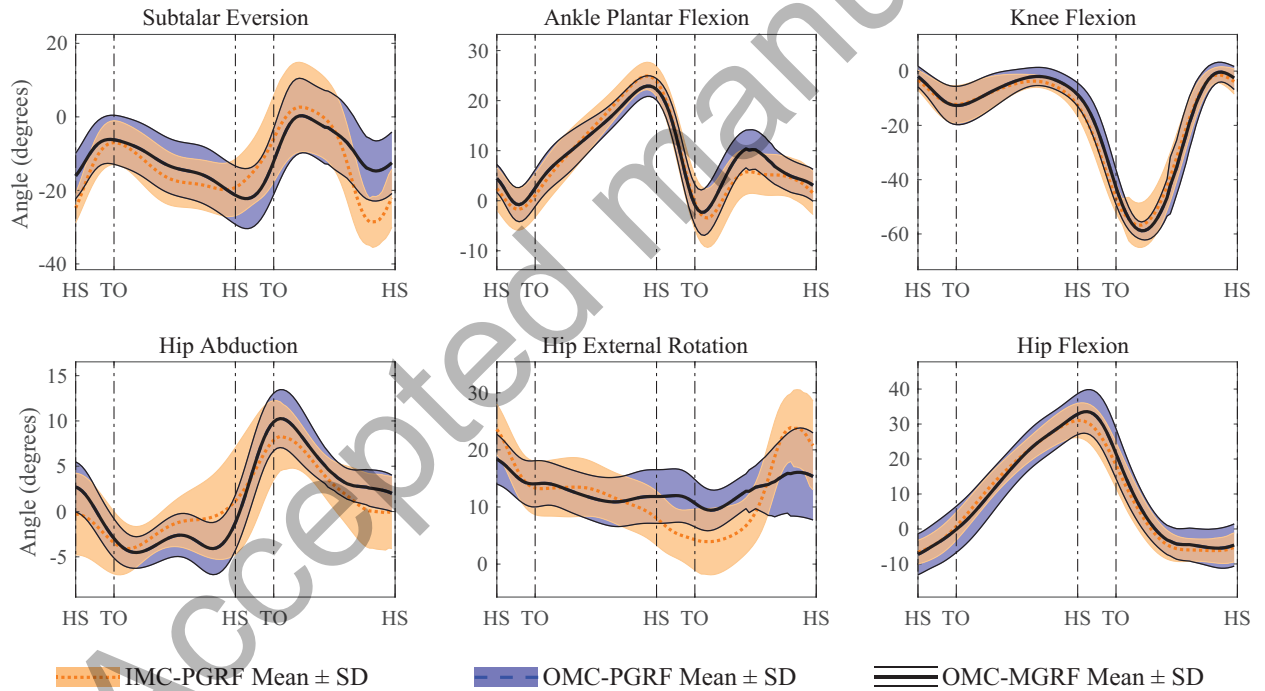 Subtalar Eversion Ankle Plantar Flexion Knee Flexion
20
0
-20
-40
Angle (degrees)
HS TO HS TO HS
30
20
10
0
-10
HS TO HS TO HS
0
-20
-40
-60
HS TO HS TO HS
Hip Abduction Hip External Rotation Hip Flexion
15
10
5
0
-5
Angle (degrees)
HS TO HS TO HS
30
20
10
0
HS TO HS TO HS
40
30
20
10
0
-10
HS TO HS TO HS
IMC-PGRF Mean ± SD OMC-PGRF Mean ± SD OMC-MGRF Mean ± SD
Accepted manu